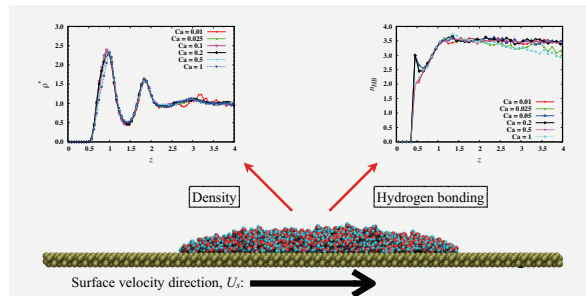 3.0
2.5
2.0
1.5
1.0
0.5
0.0
ρ*
Ca = 0.01
Ca = 0.025
Ca = 0.1
Ca = 0.2
Ca = 0.5
Ca = 1
0 0.5 1 1.5 2 2.5 3 3.5 4
z
4.0
3.5
3.0
2.5
2.0
1.5
1.0
0.5
0.0
nHB
Ca = 0.01
Ca = 0.025
Ca = 0.05
Ca = 0.2
Ca = 0.5
Ca = 1
0 0.5 1 1.5 2 2.5 3 3.5 4
z
Density
Hydrogen bonding
Surface velocity direction, Us: